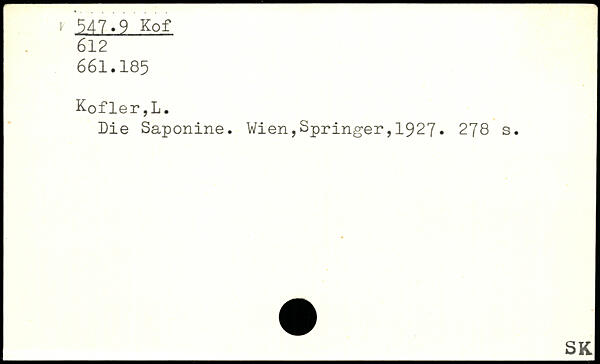 547.9 Kof
612
661.185
Kofler,L.
Die Saponine. Wien,Springer,1927. 278 s.
SK